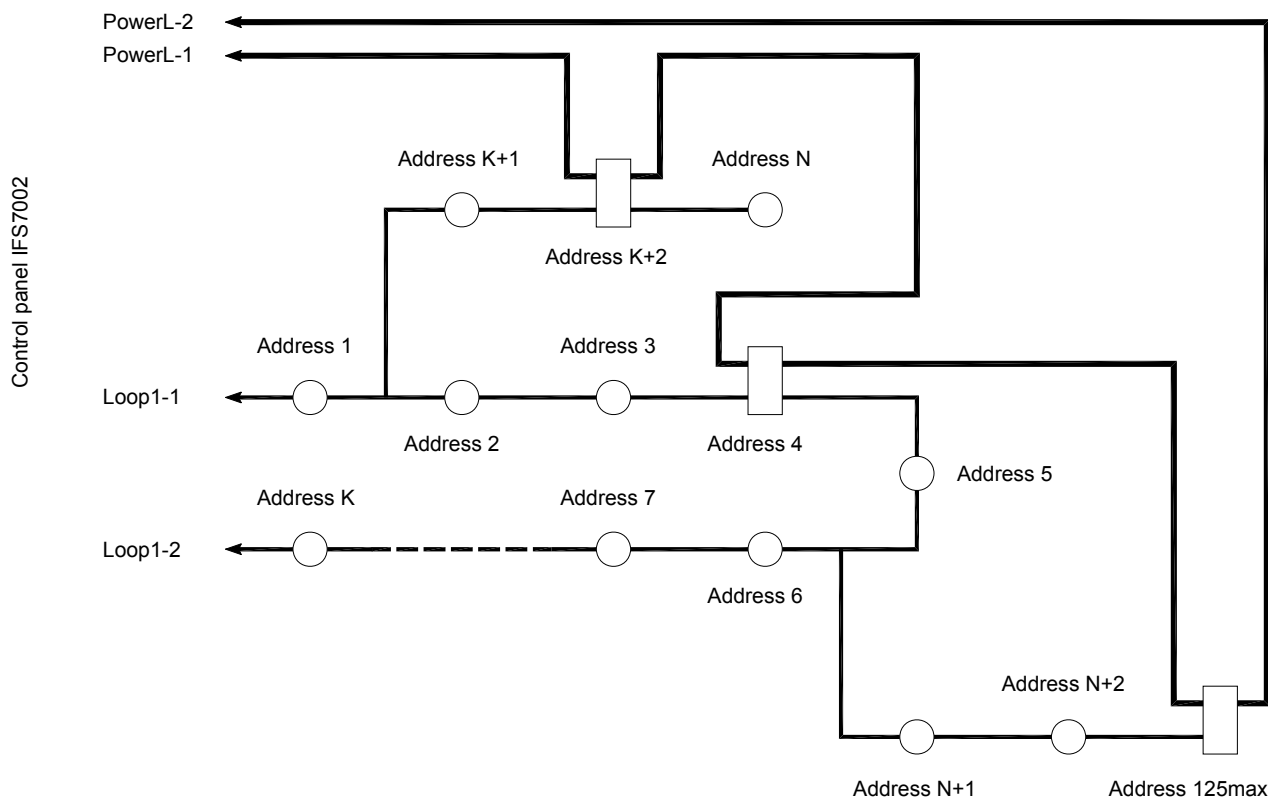 PowerL-2
PowerL-1
Control panel IFS7002
Address K+1
Address N
Address K+2
Address 1
Address 3
Loop1-1
Address 2
Address 4
Address 5
Address K
Address 7
Loop1-2
Address 6
Address N+2
Address N+1
Address 125max